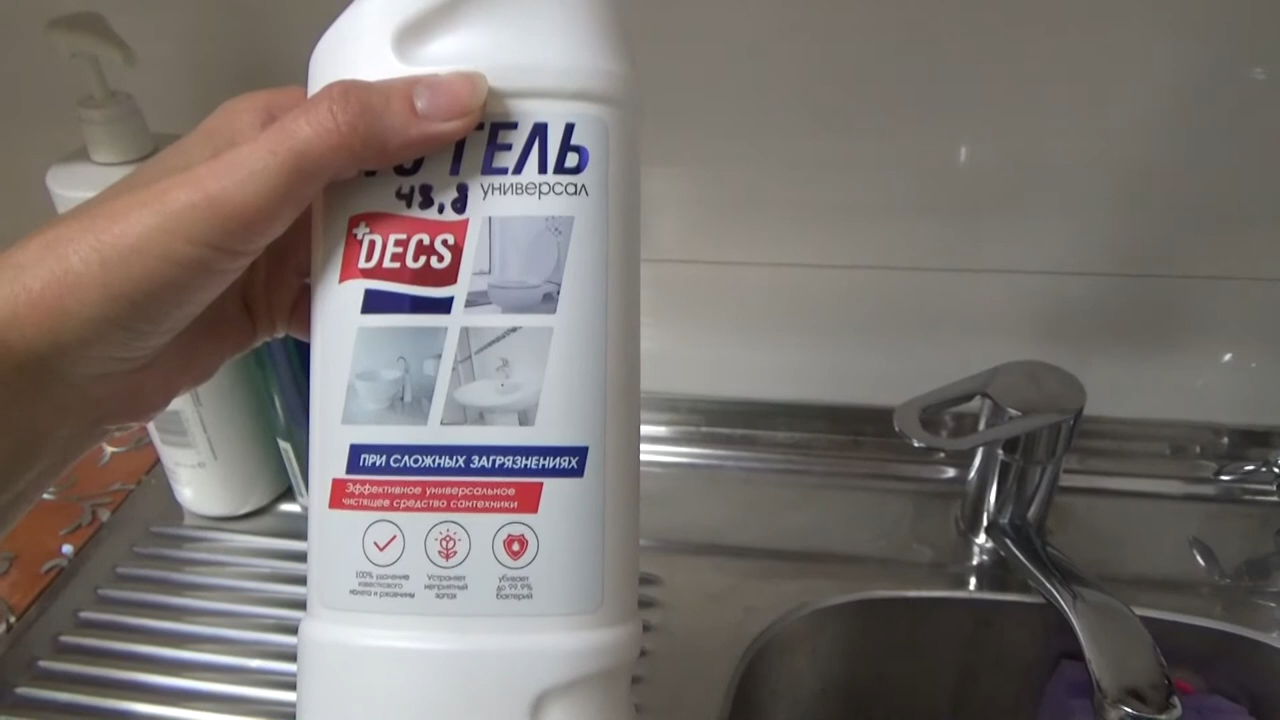 ГЕЛЬ
универсал
43,8
+DECS
ПРИ СЛОЖНЫХ ЗАГРЯЗНЕНИЯХ
Эффективное универсальное
чистящее средство сантехники
100% удаление
известкового
налета и ржавчины
Устраняет
неприятный
запах
убивает
до 99.9%
бактерий